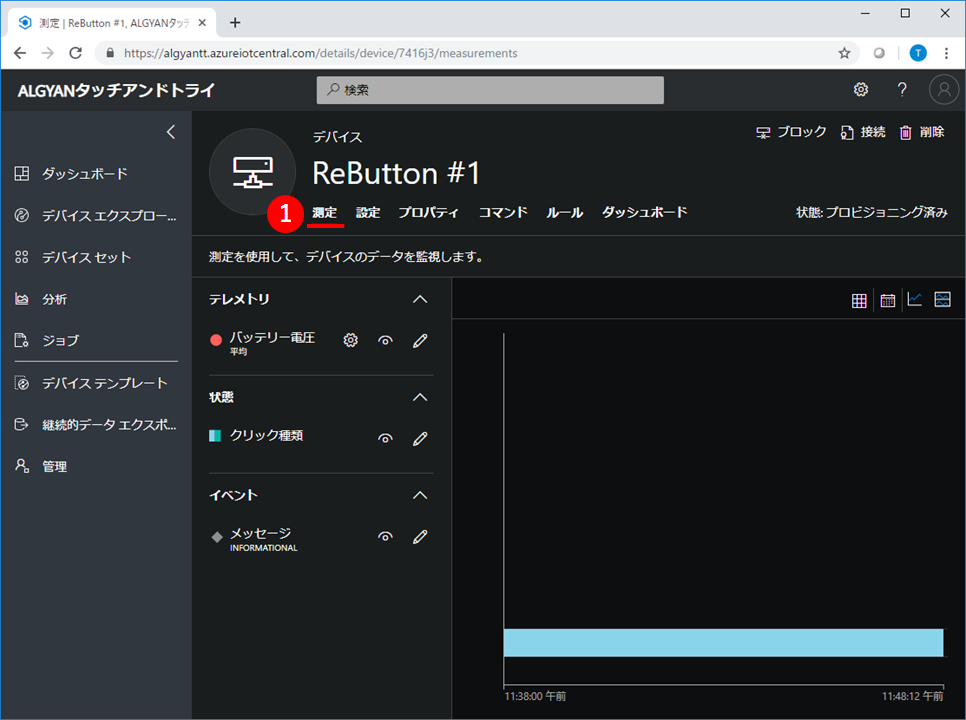 測定 | ReButton #1, ALGYANタッチ
https://algyantt.azureiotcentral.com/details/device/7416j3/measurements
T
ALGYANタッチアンドトライ
検索
?
デバイス
ブロック
接続
削除
ReButton #1
1
測定
設定
プロパティ
コマンド
ルール
ダッシュボード
状態: プロビジョニング済み
ダッシュボード
デバイス エクスプロー...
デバイス セット
分析
ジョブ
デバイス テンプレート
継続的データ エクスポ...
管理
測定を使用して、デバイスのデータを監視します。
テレメトリ
バッテリー電圧
平均
状態
クリック種類
イベント
メッセージ
INFORMATIONAL
11:38:00 午前
11:48:12 午前